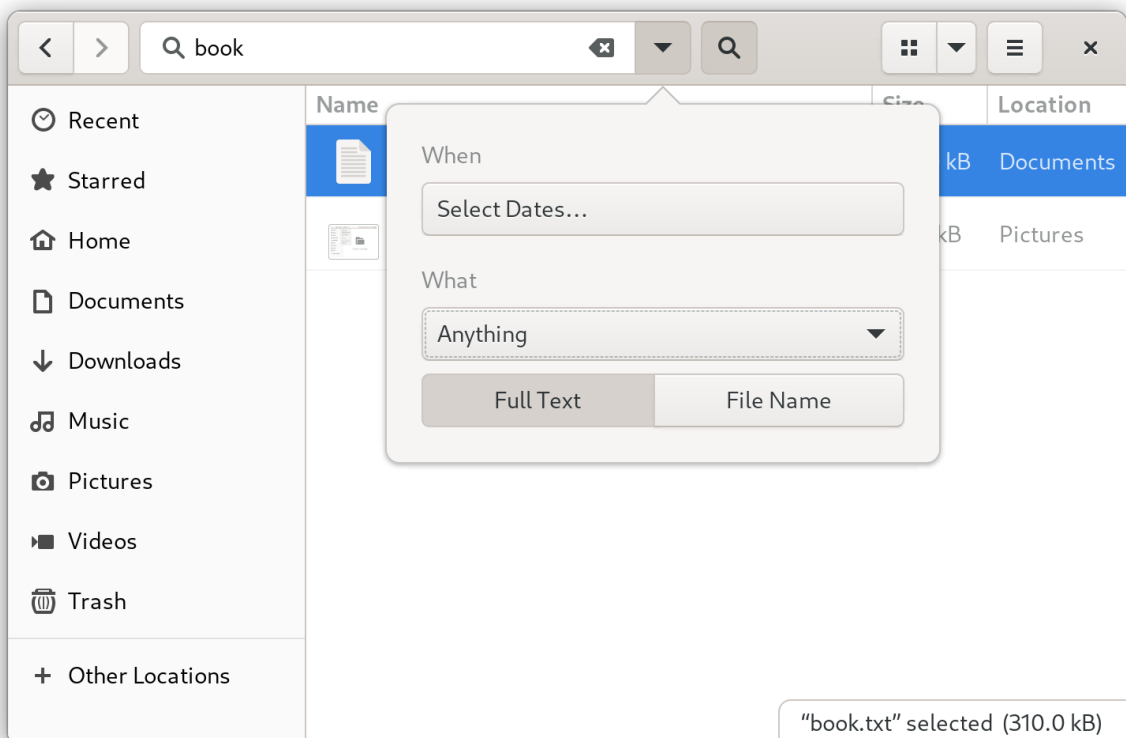 book
Name
Size
Location
Recent
Starred
Home
Documents
Downloads
Music
Pictures
Videos
Trash
Other Locations
When
Select Dates...
What
Anything
Full Text
File Name
kB
Documents
kB
Pictures
“book.txt” selected (310.0 kB)